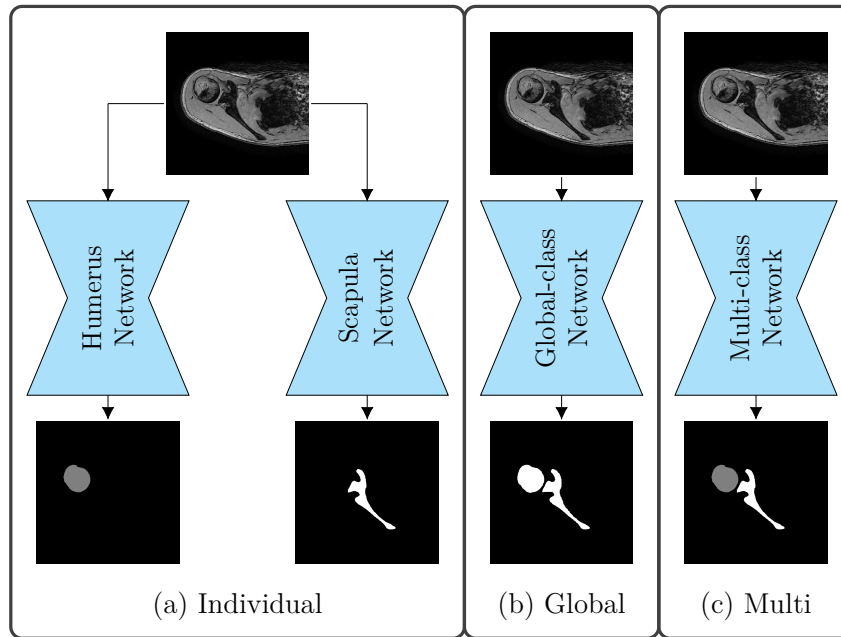 Humerus
Network
Scapula
Network
Global-class
Network
Multi-class
Network
(a) Individual
(b) Global
(c) Multi